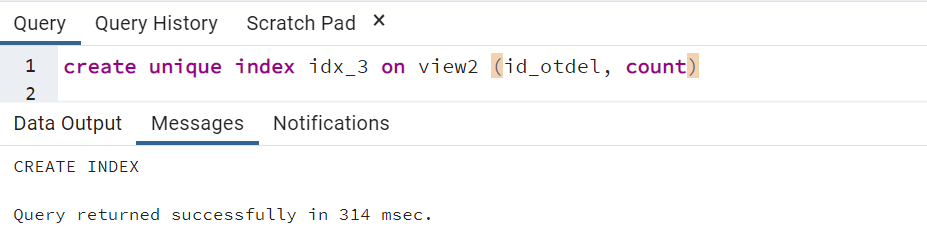 Query Query History Scratch Pad ×
1 create unique index idx_3 on view2 (id_otdel, count)
2
Data Output Messages Notifications
CREATE INDEX
Query returned successfully in 314 msec.